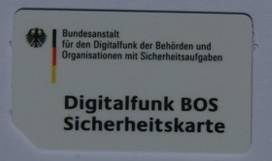 Bundesanstalt
für den Digitalfunk der Behörden und
Organisationen mit Sicherheitsaufgaben
Digitalfunk BOS
Sicherheitskarte